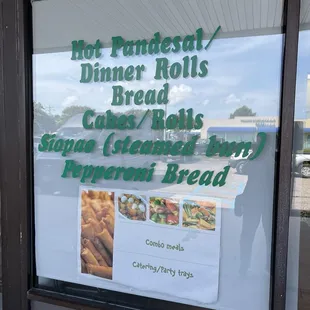 Hot Pandesal/
Dinner Rolls
Bread
Cakes/Rolls
Siopao (steamed bun)
Pepperoni Bread
Combo meals
Catering/Party trays